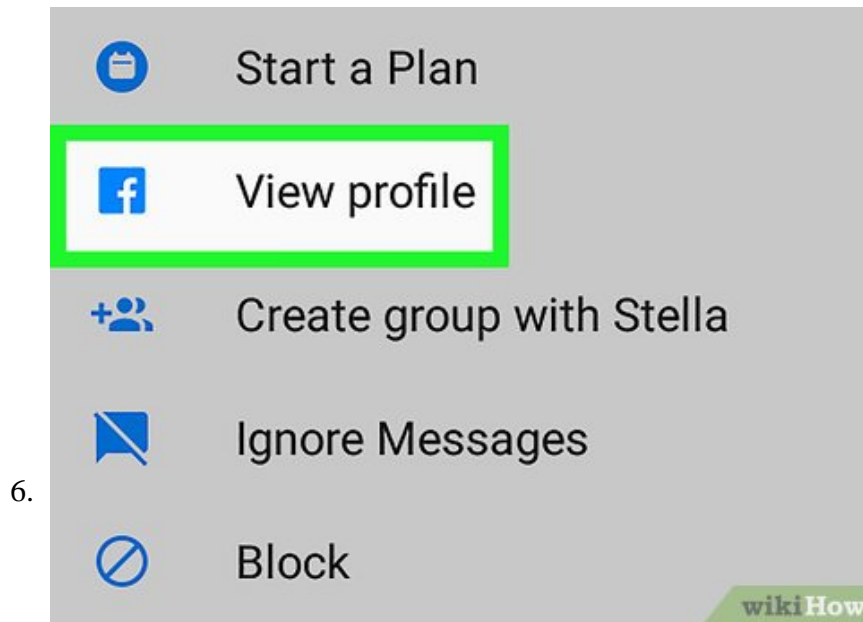 Start a Plan
View profile
Create group with Stella
Ignore Messages
6.
Block
wikiHow